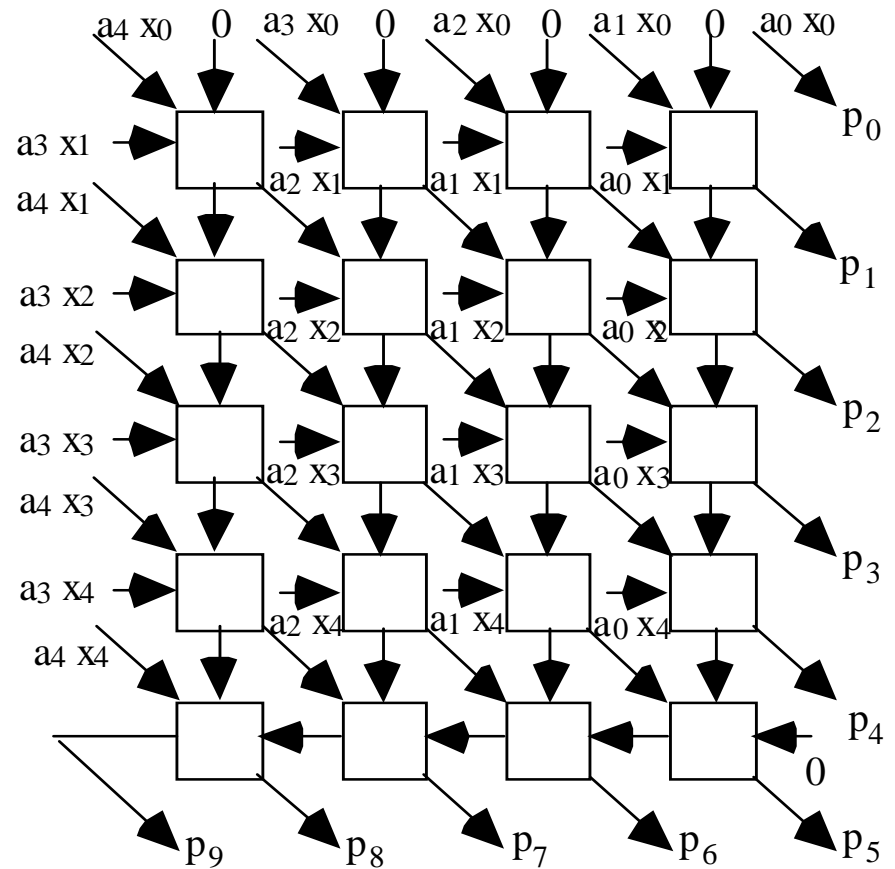 a4 x0 0 a3 x0 0 a2 x0 0 a1 x0 0 a0 x0
p0
a3 x1
a2 x1 a1 x1 a0 x1
a4 x1
p1
a3 x2
a2 x2 a1 x2 a0 x2
a4 x2
p2
a3 x3
a2 x3 a1 x3 a0 x3
a4 x3
p3
a3 x4
a2 x4 a1 x4 a0 x4
a4 x4
p4
0
p9 p8 p7 p6 p5